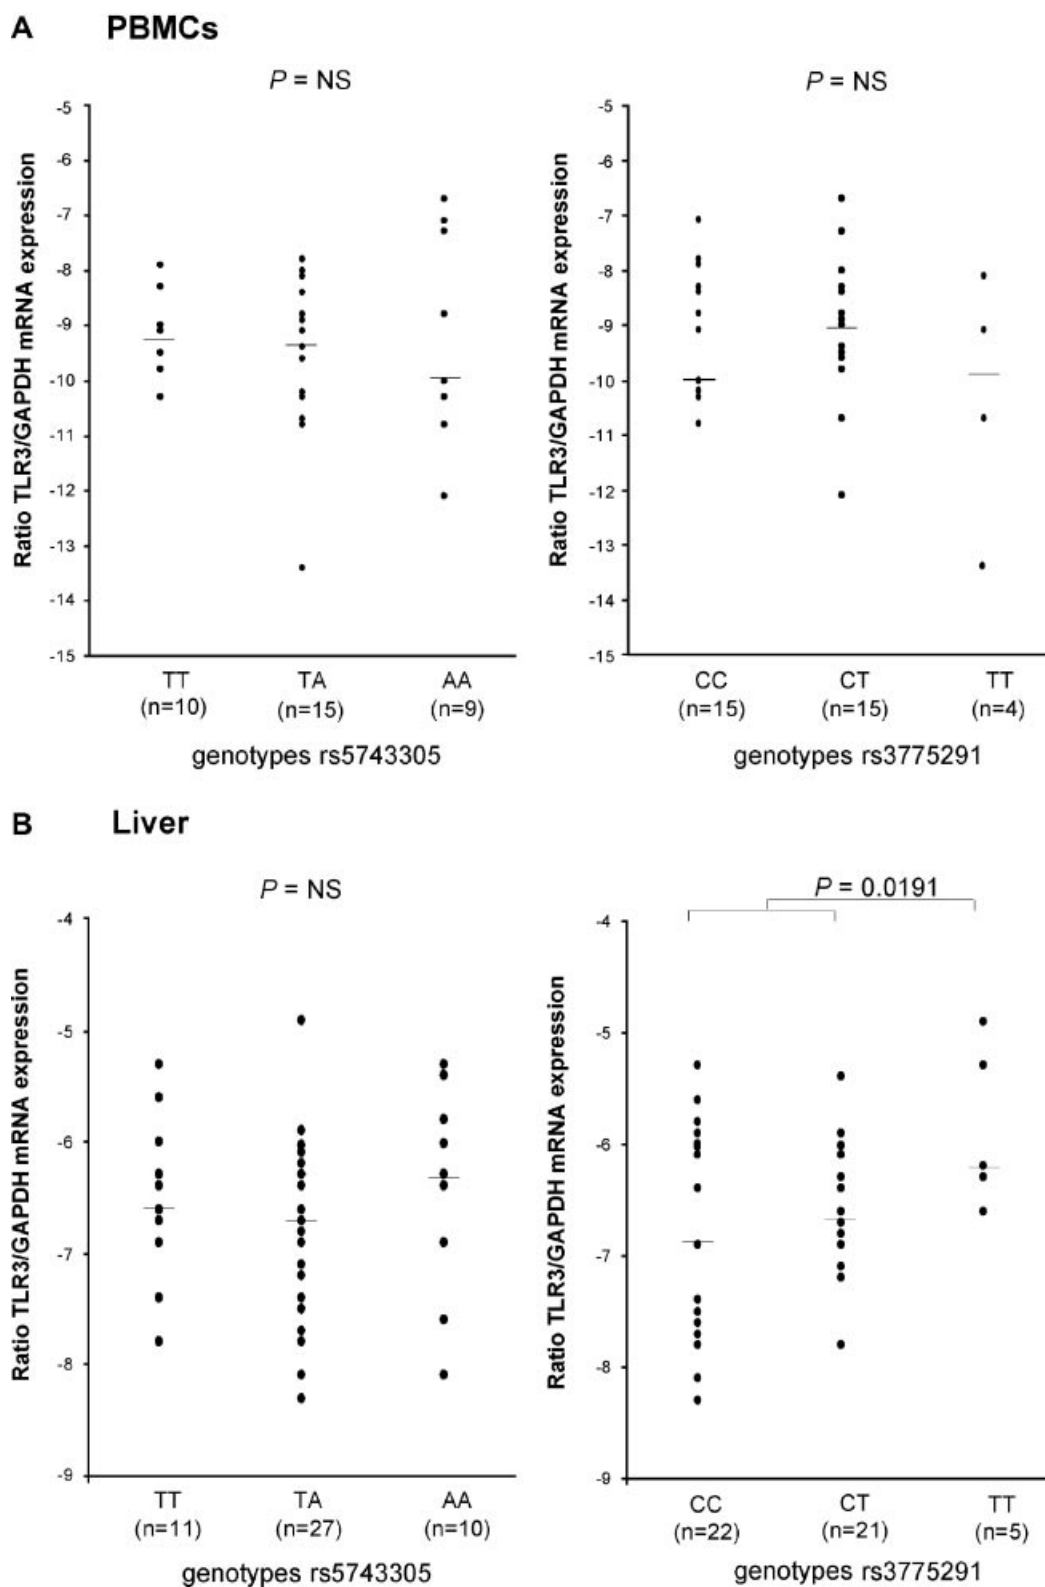 A PBMCs
P = NS
Ratio TLR3/GAPDH mRNA expression
-5
-6
-7
-8
-9
-10
-11
-12
-13
-14
-15
TT TA AA
(n=10) (n=15) (n=9)
genotypes rs5743305
P = NS
Ratio TLR3/GAPDH mRNA expression
-5
-6
-7
-8
-9
-10
-11
-12
-13
-14
-15
CC CT TT
(n=15) (n=15) (n=4)
genotypes rs3775291
B Liver
P = NS
Ratio TLR3/GAPDH mRNA expression
-4
-5
-6
-7
-8
-9
TT TA AA
(n=11) (n=27) (n=10)
genotypes rs5743305
P = 0.0191
Ratio TLR3/GAPDH mRNA expression
-4
-5
-6
-7
-8
-9
CC CT TT
(n=22) (n=21) (n=5)
genotypes rs3775291